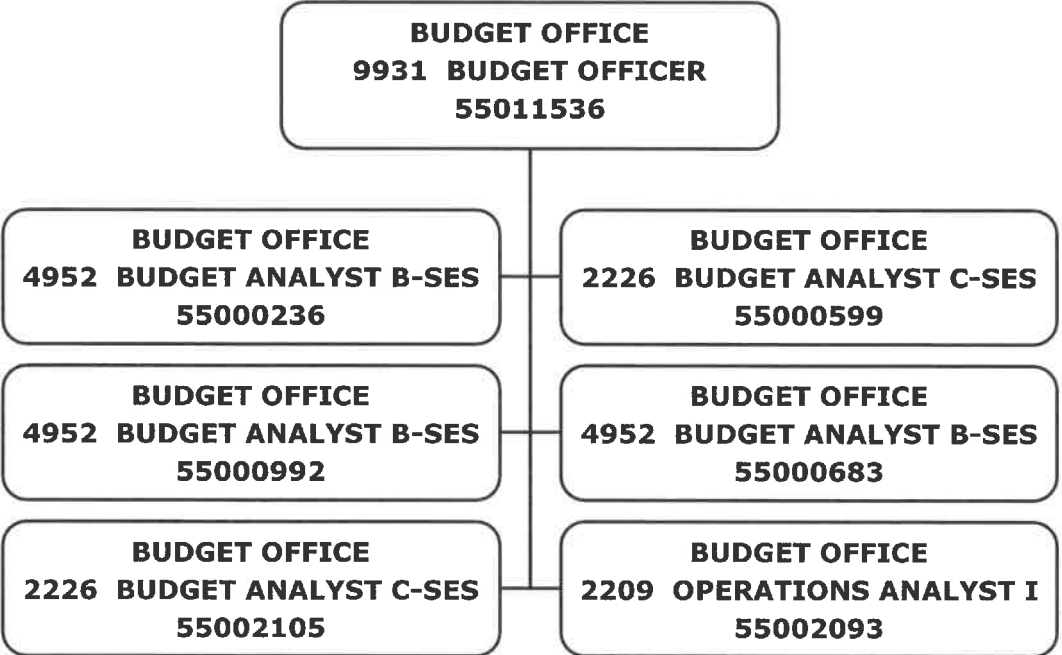 BUDGET OFFICE
9931 BUDGET OFFICER
55011536
BUDGET OFFICE
4952 BUDGET ANALYST B-SES
55000236
BUDGET OFFICE
2226 BUDGET ANALYST C-SES
55000599
BUDGET OFFICE
4952 BUDGET ANALYST B-SES
55000992
BUDGET OFFICE
4952 BUDGET ANALYST B-SES
55000683
BUDGET OFFICE
2226 BUDGET ANALYST C-SES
55002105
BUDGET OFFICE
2209 OPERATIONS ANALYST I
55002093